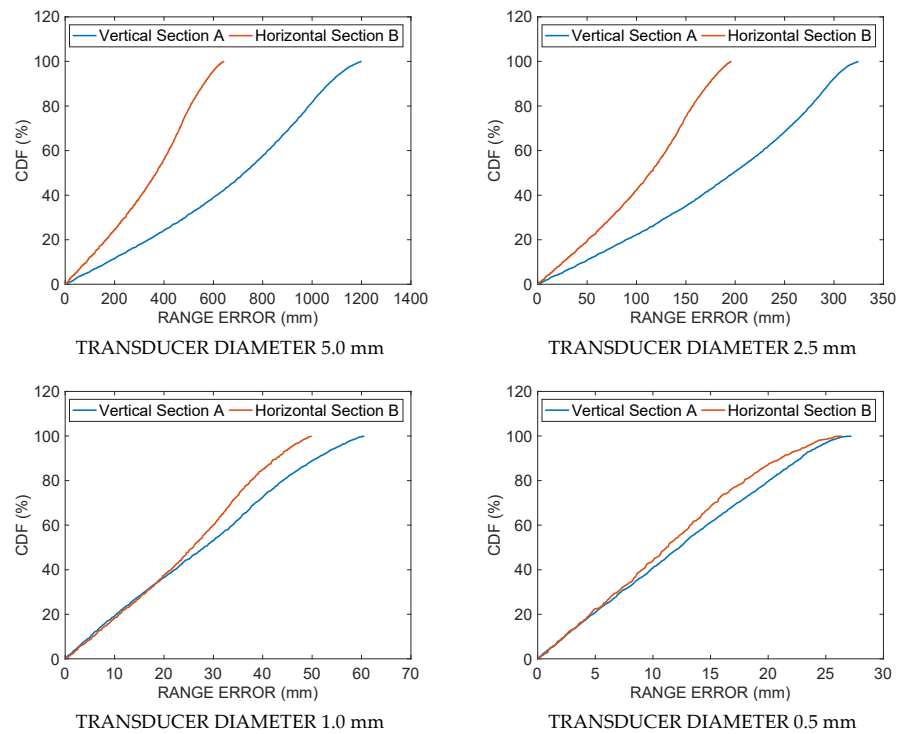 120
100
80
60
40
20
0
CDF (%)
Vertical Section A Horizontal Section B
0 200 400 600 800 1000 1200 1400
RANGE ERROR (mm)
TRANSDUCER DIAMETER 5.0 mm
120
100
80
60
40
20
0
CDF (%)
Vertical Section A Horizontal Section B
0 50 100 150 200 250 300 350
RANGE ERROR (mm)
TRANSDUCER DIAMETER 2.5 mm
120
100
80
60
40
20
0
CDF (%)
Vertical Section A Horizontal Section B
0 10 20 30 40 50 60 70
RANGE ERROR (mm)
TRANSDUCER DIAMETER 1.0 mm
120
100
80
60
40
20
0
CDF (%)
Vertical Section A Horizontal Section B
0 5 10 15 20 25 30
RANGE ERROR (mm)
TRANSDUCER DIAMETER 0.5 mm